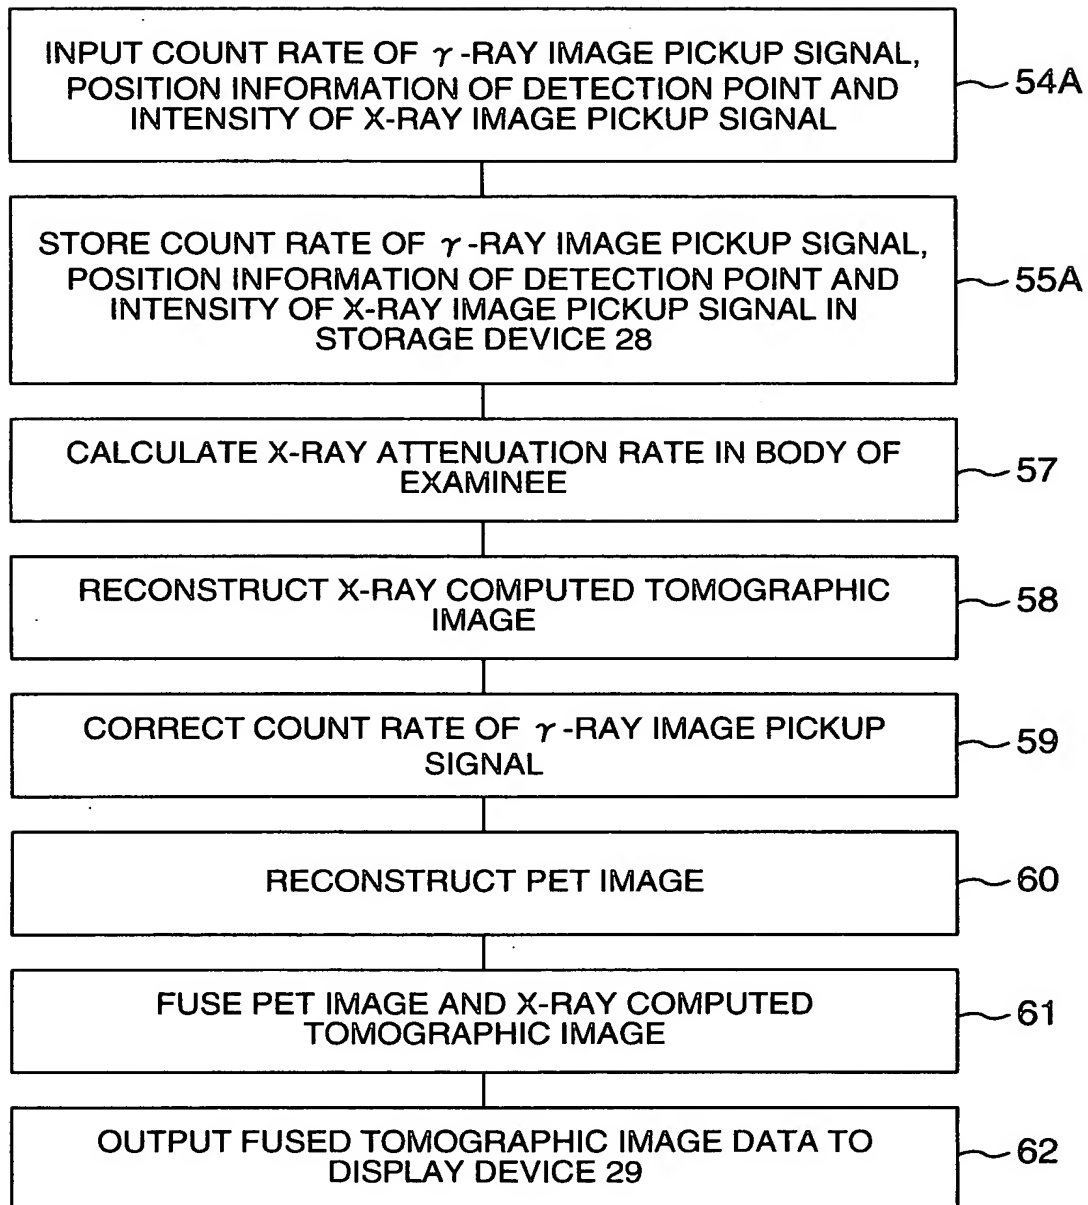 INPUT COUNT RATE OF γ-RAY IMAGE PICKUP SIGNAL,
POSITION INFORMATION OF DETECTION POINT AND
INTENSITY OF X-RAY IMAGE PICKUP SIGNAL
54A
STORE COUNT RATE OF γ-RAY IMAGE PICKUP SIGNAL,
POSITION INFORMATION OF DETECTION POINT AND
INTENSITY OF X-RAY IMAGE PICKUP SIGNAL IN
STORAGE DEVICE 28
55A
CALCULATE X-RAY ATTENUATION RATE IN BODY OF
EXAMINEE
57
RECONSTRUCT X-RAY COMPUTED TOMOGRAPHIC
IMAGE
58
CORRECT COUNT RATE OF γ-RAY IMAGE PICKUP
SIGNAL
59
RECONSTRUCT PET IMAGE
60
FUSE PET IMAGE AND X-RAY COMPUTED
TOMOGRAPHIC IMAGE
61
OUTPUT FUSED TOMOGRAPHIC IMAGE DATA TO
DISPLAY DEVICE 29
62